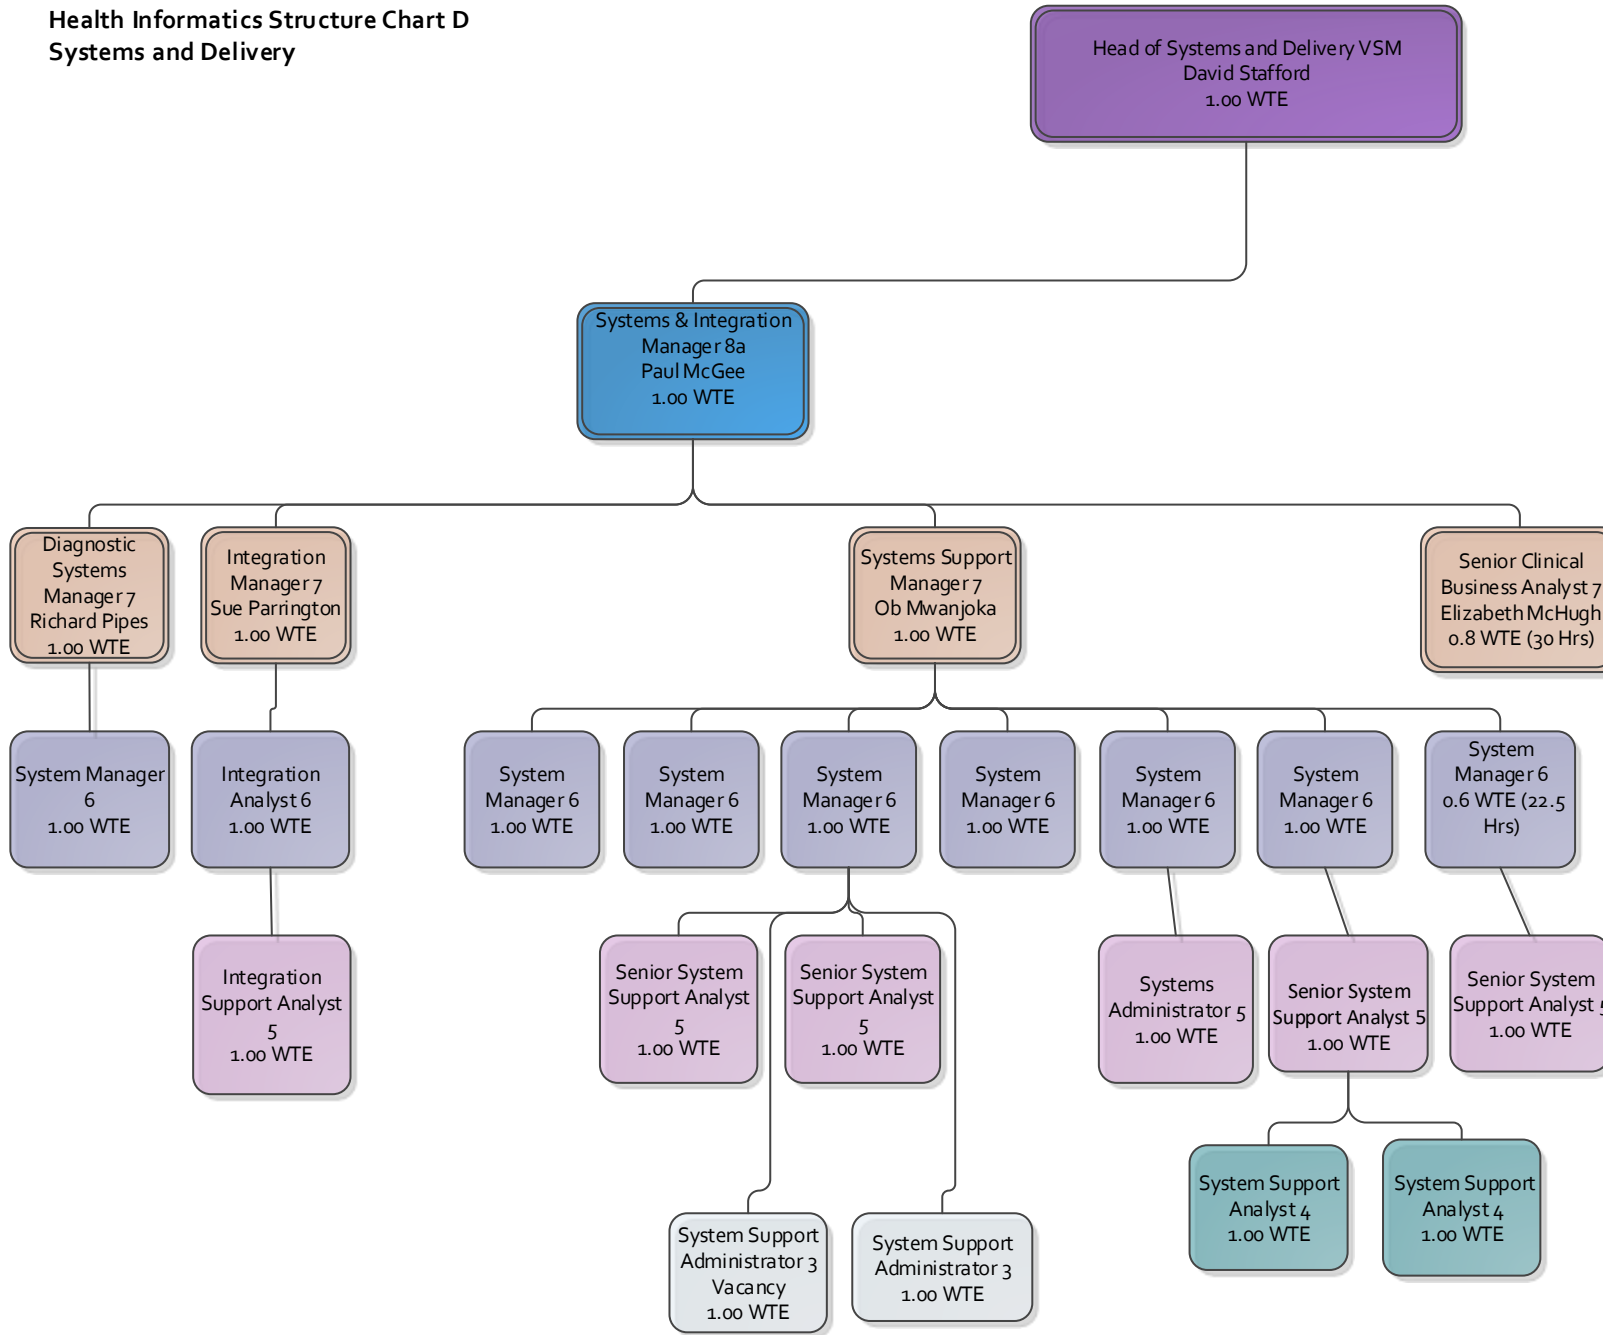 Health Informatics Structure Chart D
Systems and Delivery
Head of Systems and Delivery VSM
David Stafford
1.00 WTE
Systems & Integration
Manager 8a
Paul McGee
1.00 WTE
Diagnostic
Systems
Manager 7
Richard Pipes
1.00 WTE
Integration
Manager 7
Sue Parrington
1.00 WTE
Systems Support
Manager 7
Ob Mwanjoka
1.00 WTE
Senior Clinical
Business Analyst 7
Elizabeth McHugh
0.8 WTE (30 Hrs)
System Manager
6
1.00 WTE
Integration
Analyst 6
1.00 WTE
System
Manager 6
1.00 WTE
System
Manager 6
1.00 WTE
System
Manager 6
1.00 WTE
System
Manager 6
1.00 WTE
System
Manager 6
1.00 WTE
System
Manager 6
1.00 WTE
System
Manager 6
0.6 WTE (22.5
Hrs)
Integration
Support Analyst
5
1.00 WTE
Senior System
Support Analyst
5
1.00 WTE
Senior System
Support Analyst
5
1.00 WTE
Systems
Administrator 5
1.00 WTE
Senior System
Support Analyst 5
1.00 WTE
Senior System
Support Analyst 5
1.00 WTE
System Support
Administrator 3
Vacancy
1.00 WTE
System Support
Administrator 3
1.00 WTE
System Support
Analyst 4
1.00 WTE
System Support
Analyst 4
1.00 WTE